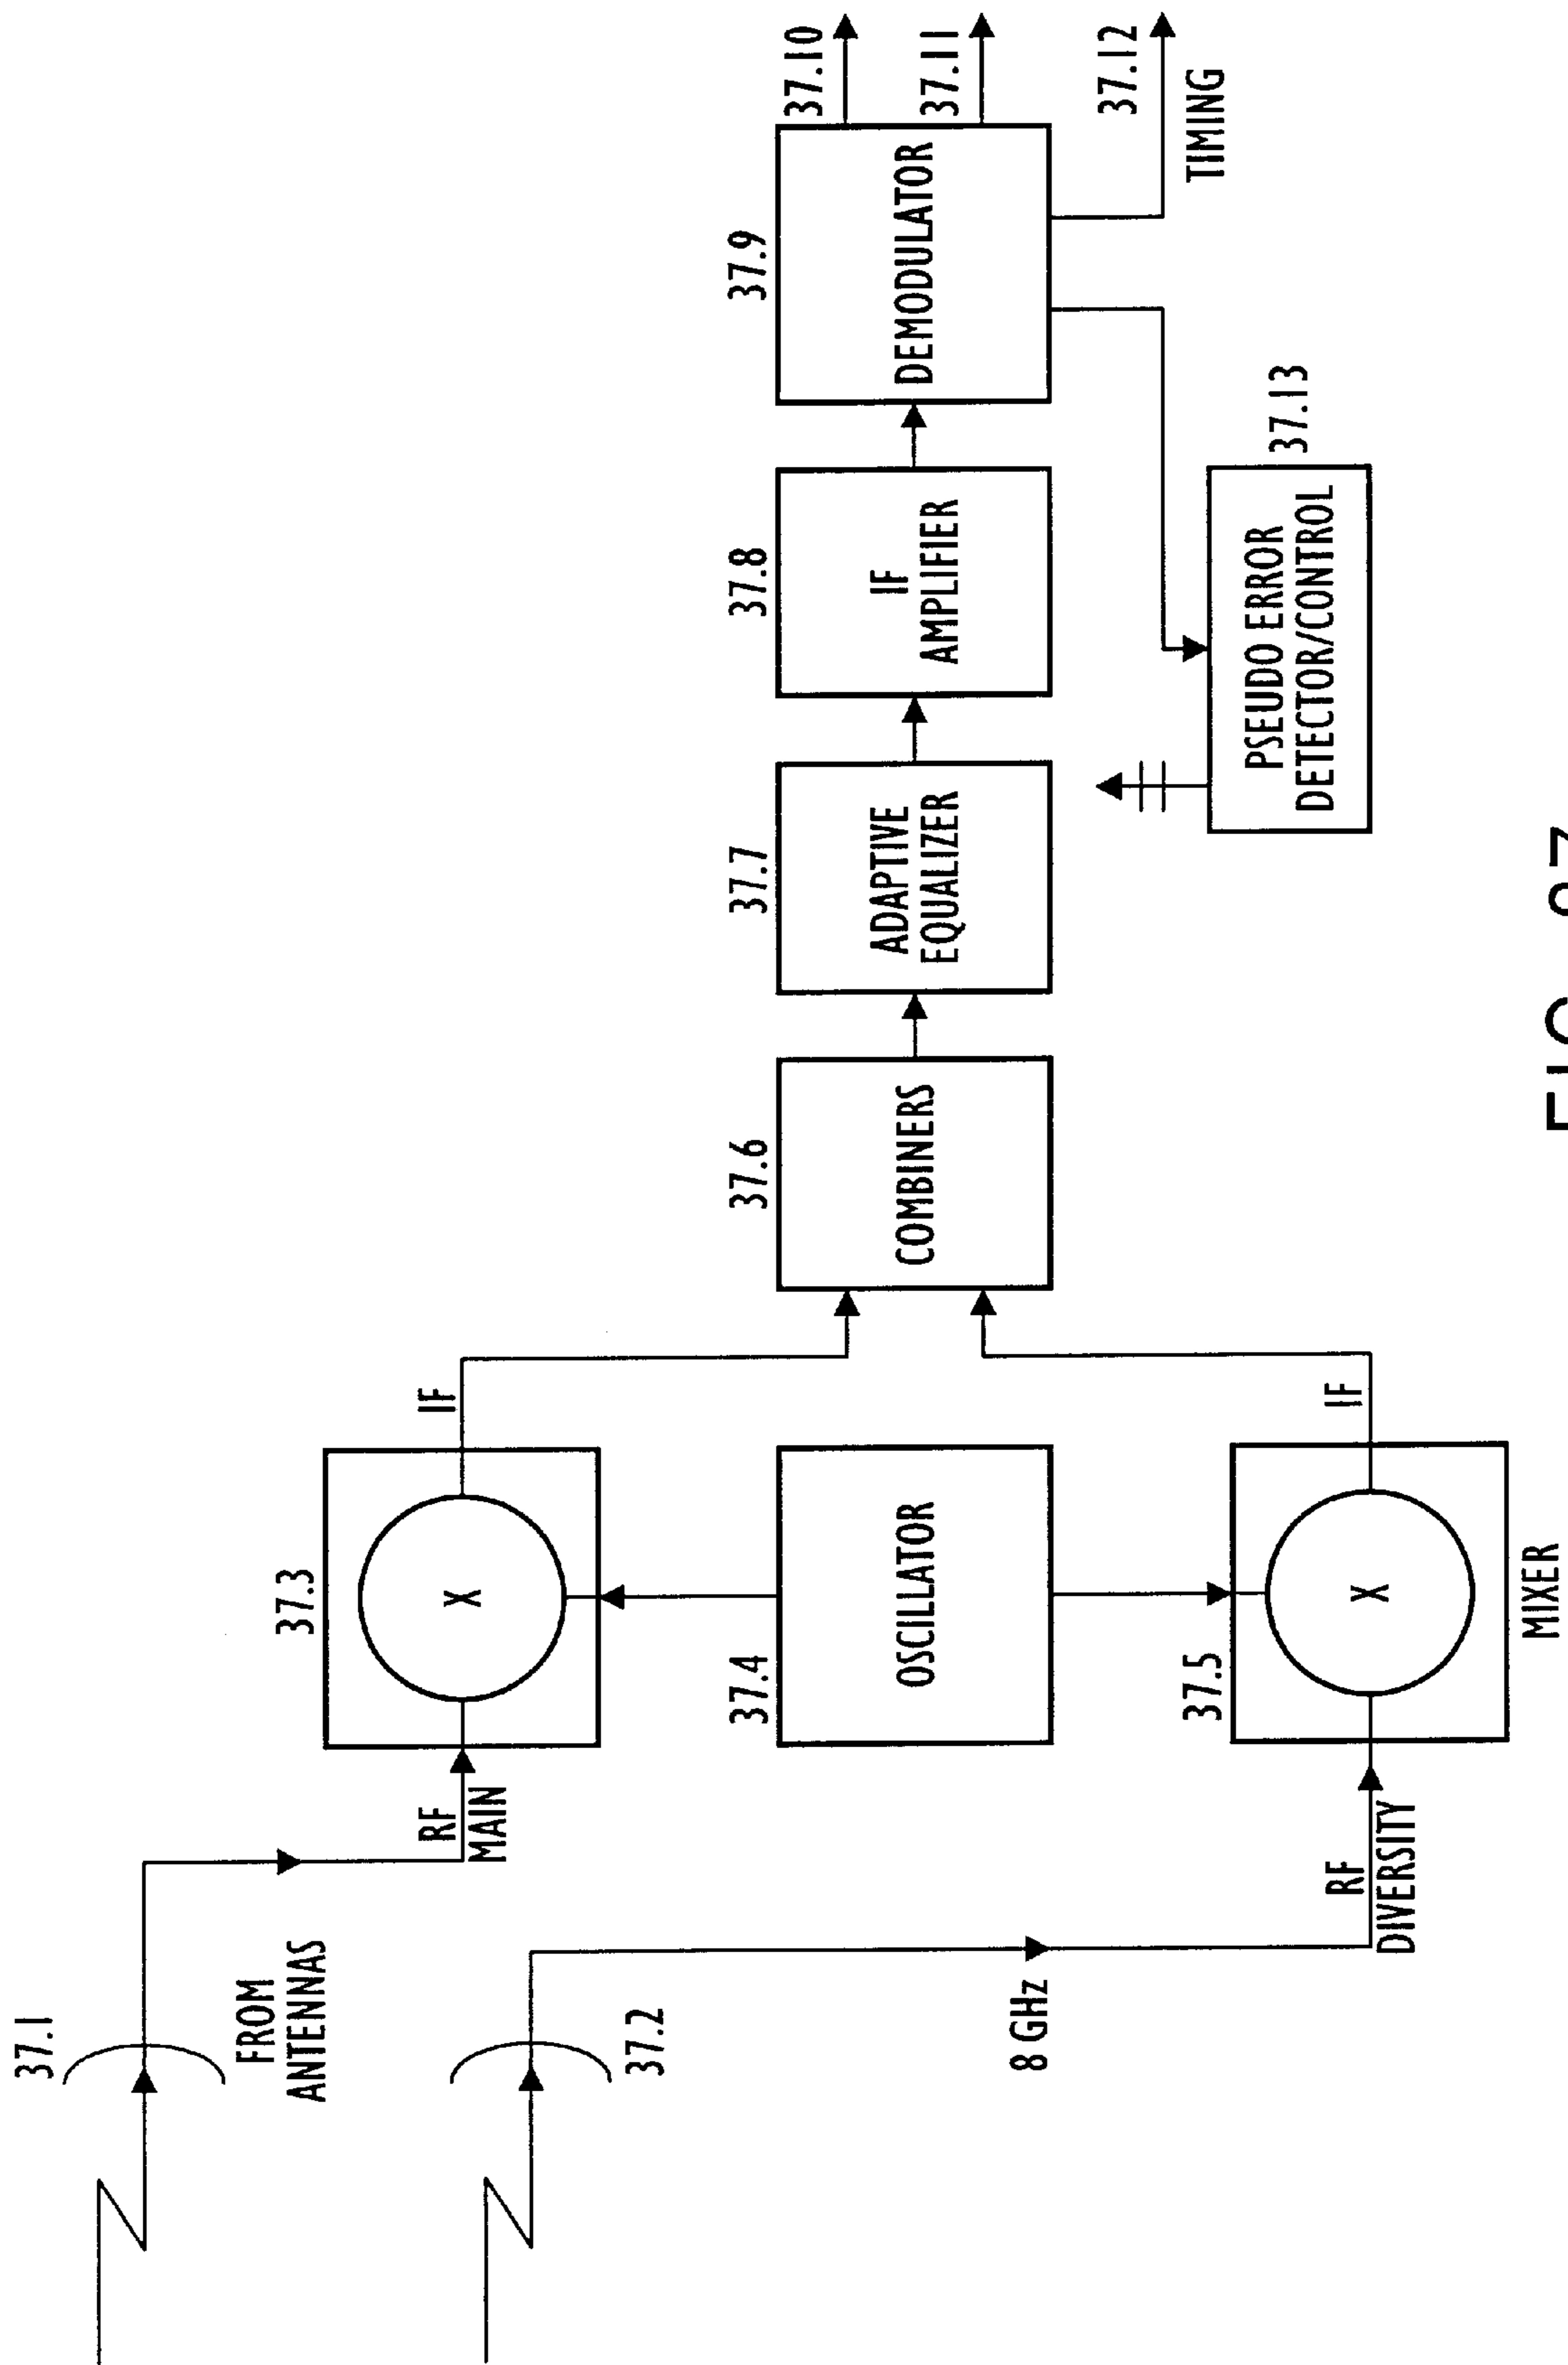 37.1
FROM
ANTENNAS
37.2
8 GHz
RF
MAIN
RF
DIVERSITY
37.3
X
IF
37.4
OSCILLATOR
37.5
X
MIXER
IF
37.6
COMBINERS
37.7
ADAPTIVE
EQUALIZER
37.8
IF
AMPLIFIER
37.9
DEMODULATOR
37.10
37.11
37.12
TIMING
37.13
PSEUDO ERROR
DETECTOR/CONTROL